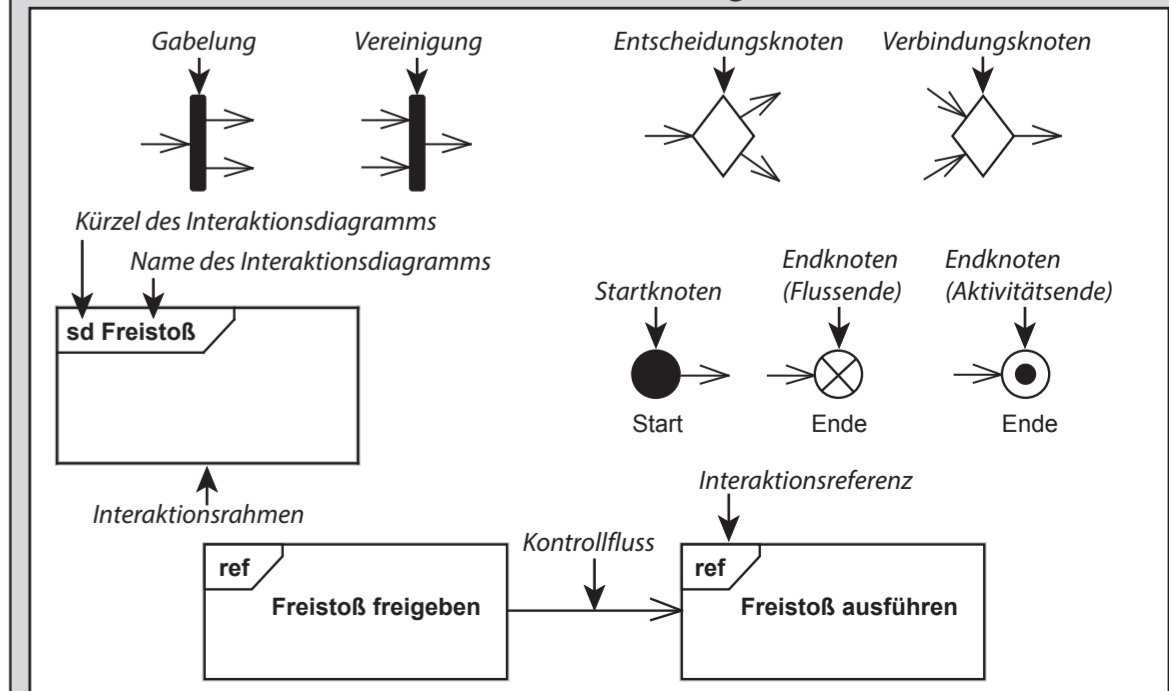 Gabelung
Vereinigung
Entscheidungsknoten
Verbindungsknoten
Kürzel des Interaktionsdiagramms
Name des Interaktionsdiagramms
sd Freistoß
Interaktionsrahmen
Startknoten
Endknoten
(Flussende)
Endknoten
(Aktivitätsende)
Start
Ende
Ende
Interaktionsreferenz
Kontrollfluss
ref
Freistoß freigeben
ref
Freistoß ausführen